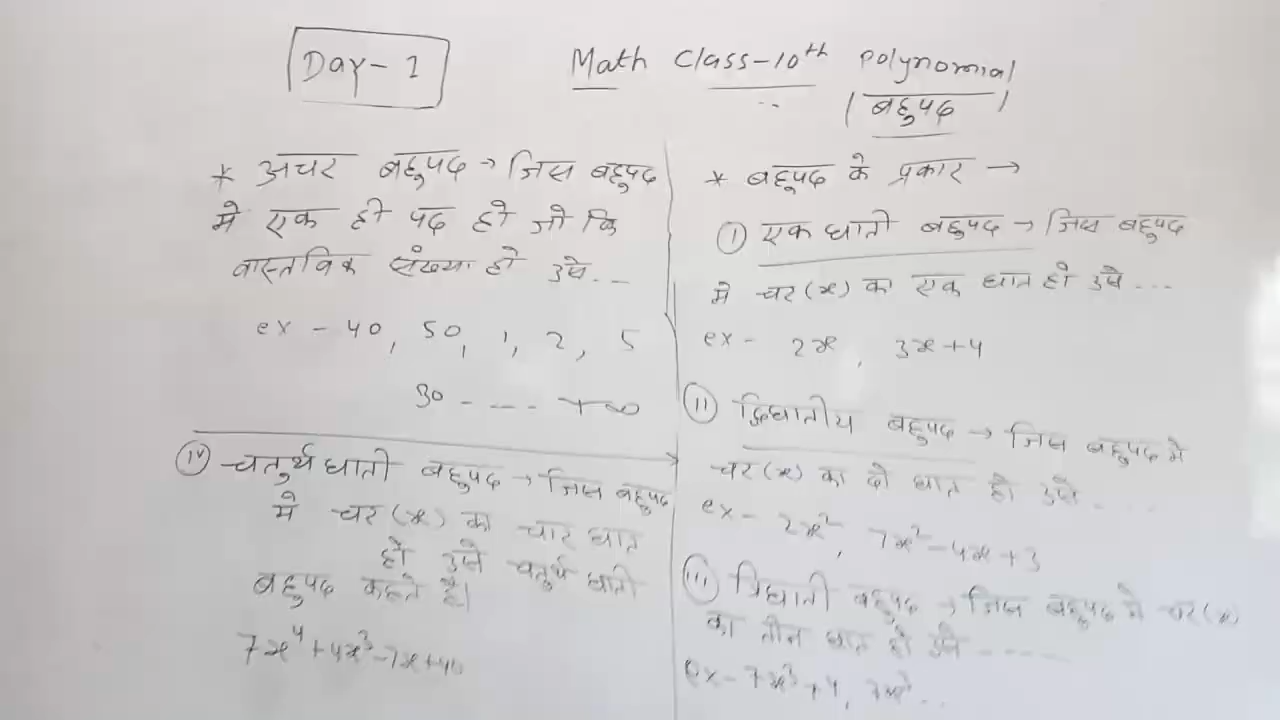 Day-1
Math Class-10th Polynomial
बहुपद
* अचर बहुपद → जिस बहुपद
मे एक ही पद हो जो कि
वास्तविक संख्या हो उसे...
ex - 40, 50, 1, 2, 5
30 - - - - +∞
* बहुपद के प्रकार →
(I) एक घाती बहुपद → जिस बहुपद
मे चर(x) का एक घात हो उसे ...
ex- 2x, 3x+4
(II) द्विघातीय बहुपद → जिस बहुपद मे
चर(x) का दो घात हो उसे ....
ex- 2x², 7x²-4x+3
(III) त्रिघाती बहुपद → जिस बहुपद मे चर(x)
का तीन घात हो उसे -----
ex-7x³+4,
(IV) चतुर्थघाती बहुपद → जिस बहुपद
मे चर(x) का चार घात
हो उसे चतुर्थ घाती
बहुपद कहते है।
7x⁴+4x³-7x+40